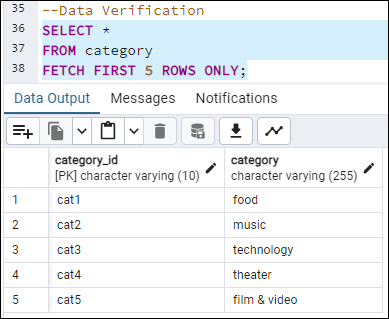 35 --Data Verification
36 SELECT *
37 FROM category
38 FETCH FIRST 5 ROWS ONLY;
Data Output Messages Notifications
category_id category
[PK] character varying (10) character varying (255)
1 cat1 food
2 cat2 music
3 cat3 technology
4 cat4 theater
5 cat5 film & video